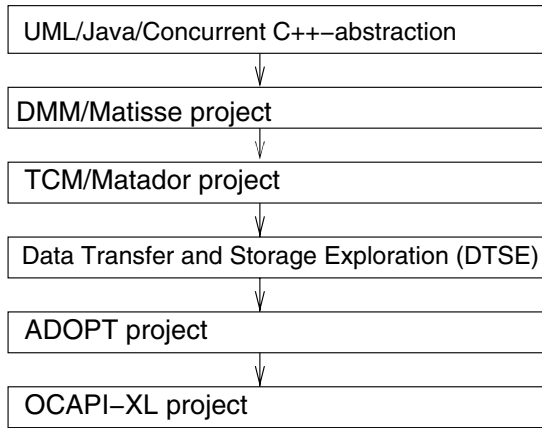 UML/Java/Concurrent C++−abstraction
DMM/Matisse project
TCM/Matador project
Data Transfer and Storage Exploration (DTSE)
ADOPT project
OCAPI−XL project